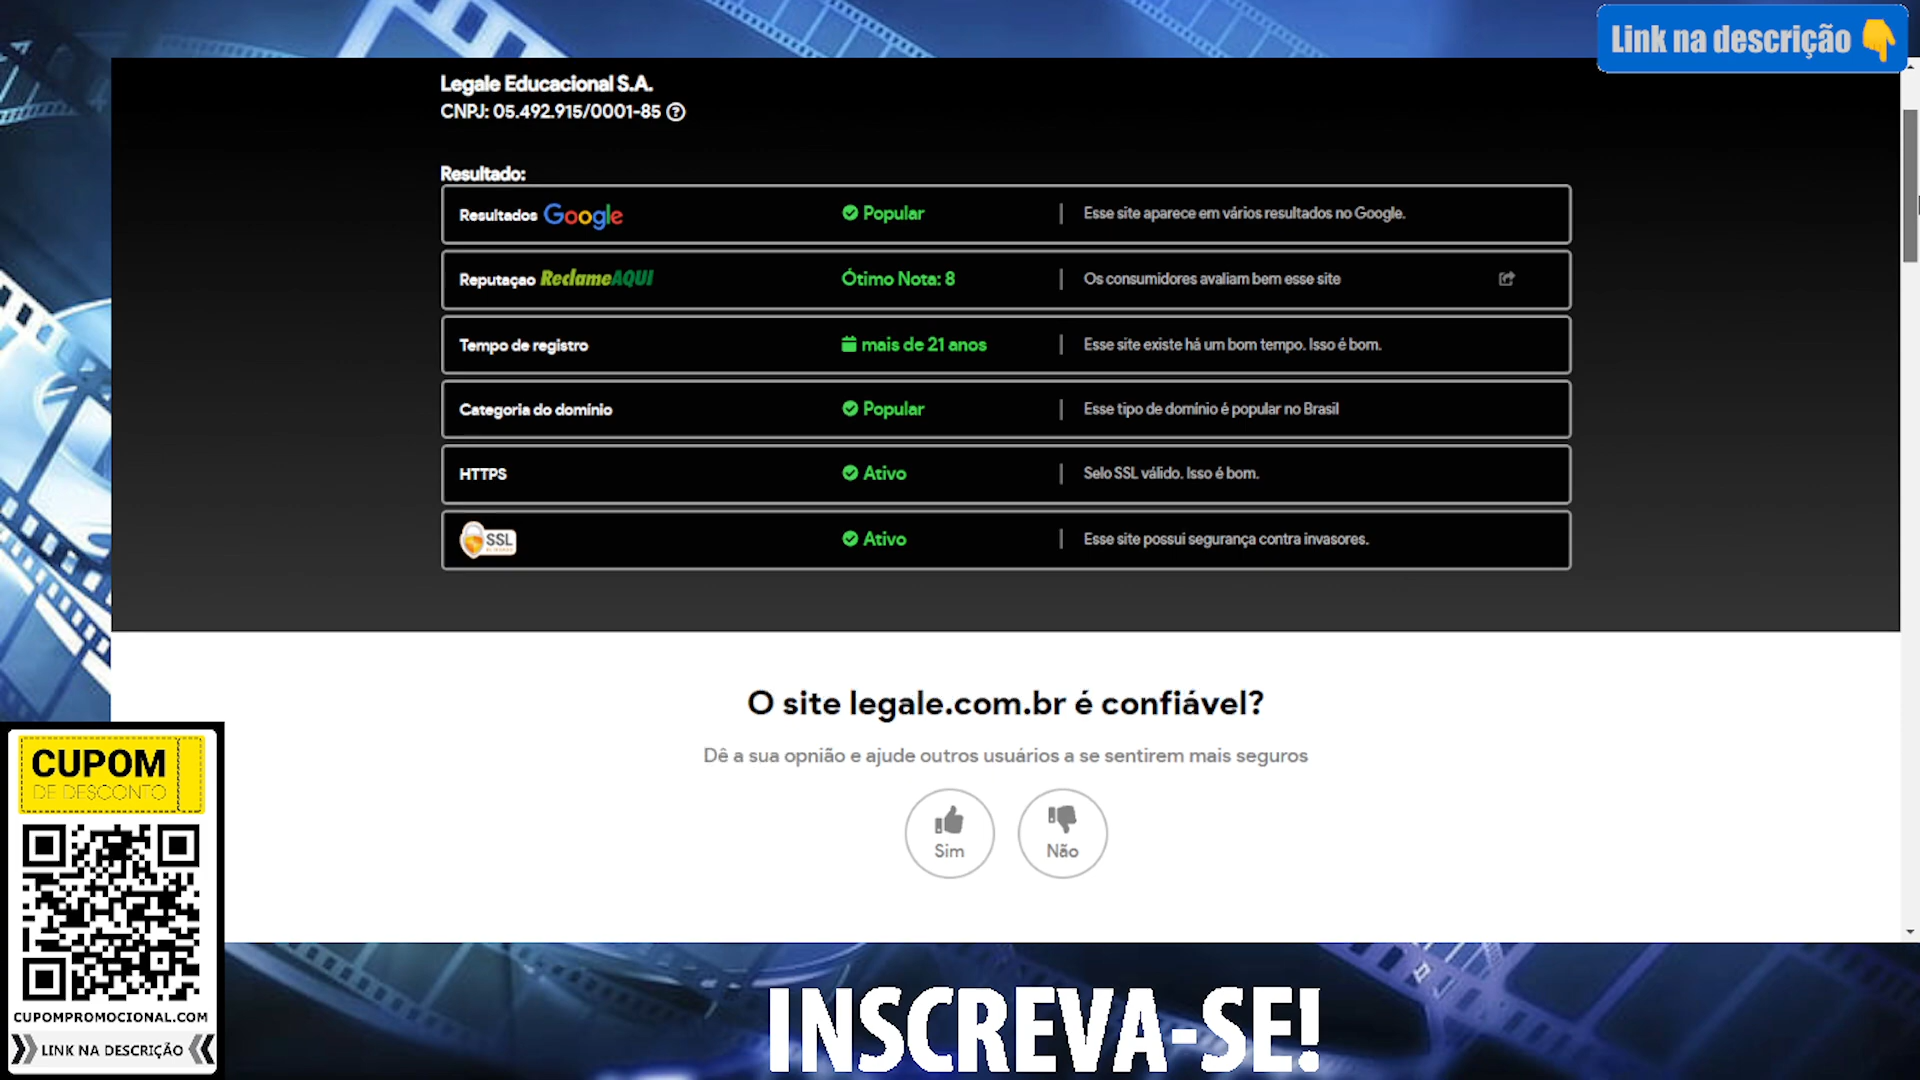 Link na descrição
Legale Educacional S.A.
CNPJ: 05.492.915/0001-85
Resultado:
Resultados Google Popular | Esse site aparece em vários resultados no Google.
Reputaçao ReclameAQUI Ótimo Nota: 8 | Os consumidores avaliam bem esse site
Tempo de registro mais de 21 anos | Esse site existe há um bom tempo. Isso é bom.
Categoria do domínio Popular | Esse tipo de domínio é popular no Brasil
HTTPS Ativo | Selo SSL válido. Isso é bom.
SSL Ativo | Esse site possui segurança contra invasores.
O site legale.com.br é confiável?
Dê a sua opnião e ajude outros usuários a se sentirem mais seguros
Sim Não
CUPOM
DE DESCONTO
CUPOMPROMOCIONAL.COM
LINK NA DESCRIÇÃO
INSCREVA-SE!